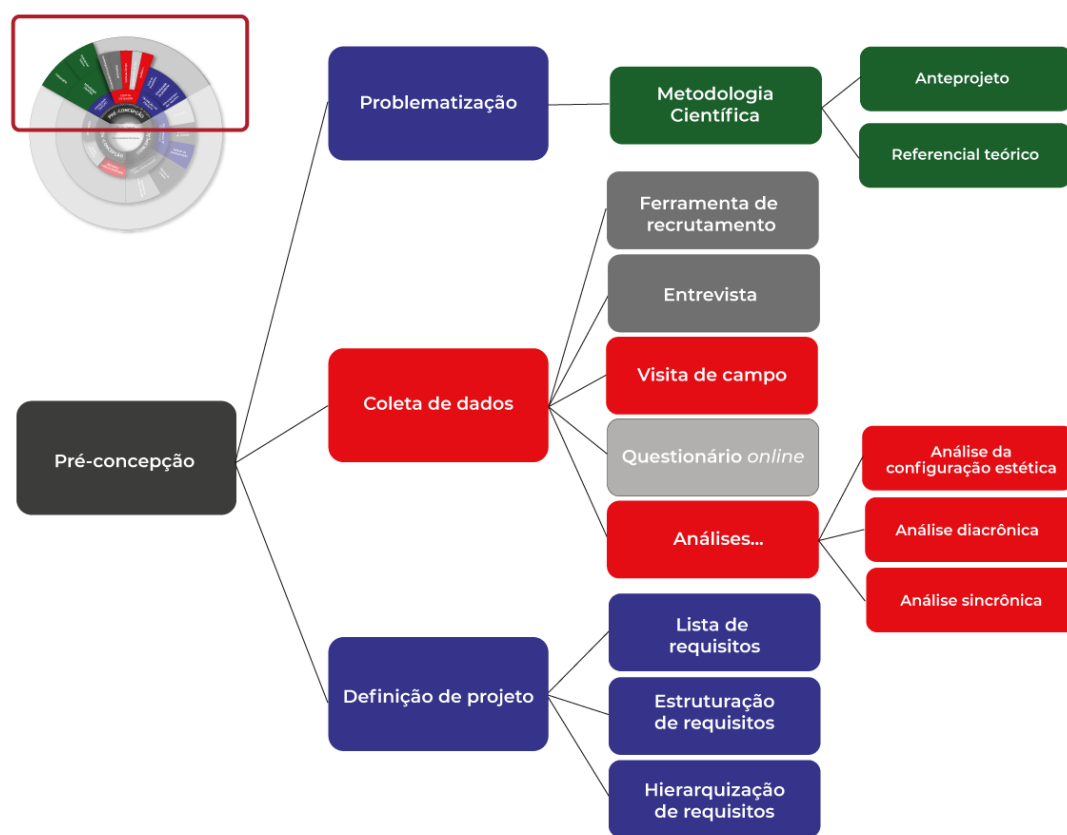 PRÉ-CONCEPÇÃO
Problematização
Metodologia
Científica
Anteprojeto
Referencial teórico
Ferramenta de
recrutamento
Entrevista
Visita de campo
Coleta de dados
Questionário online
Análises...
Análise da
configuração estética
Análise diacrônica
Análise sincrônica
Pré-concepção
Lista de
requisitos
Definição de projeto
Estruturação
de requisitos
Hierarquização
de requisitos